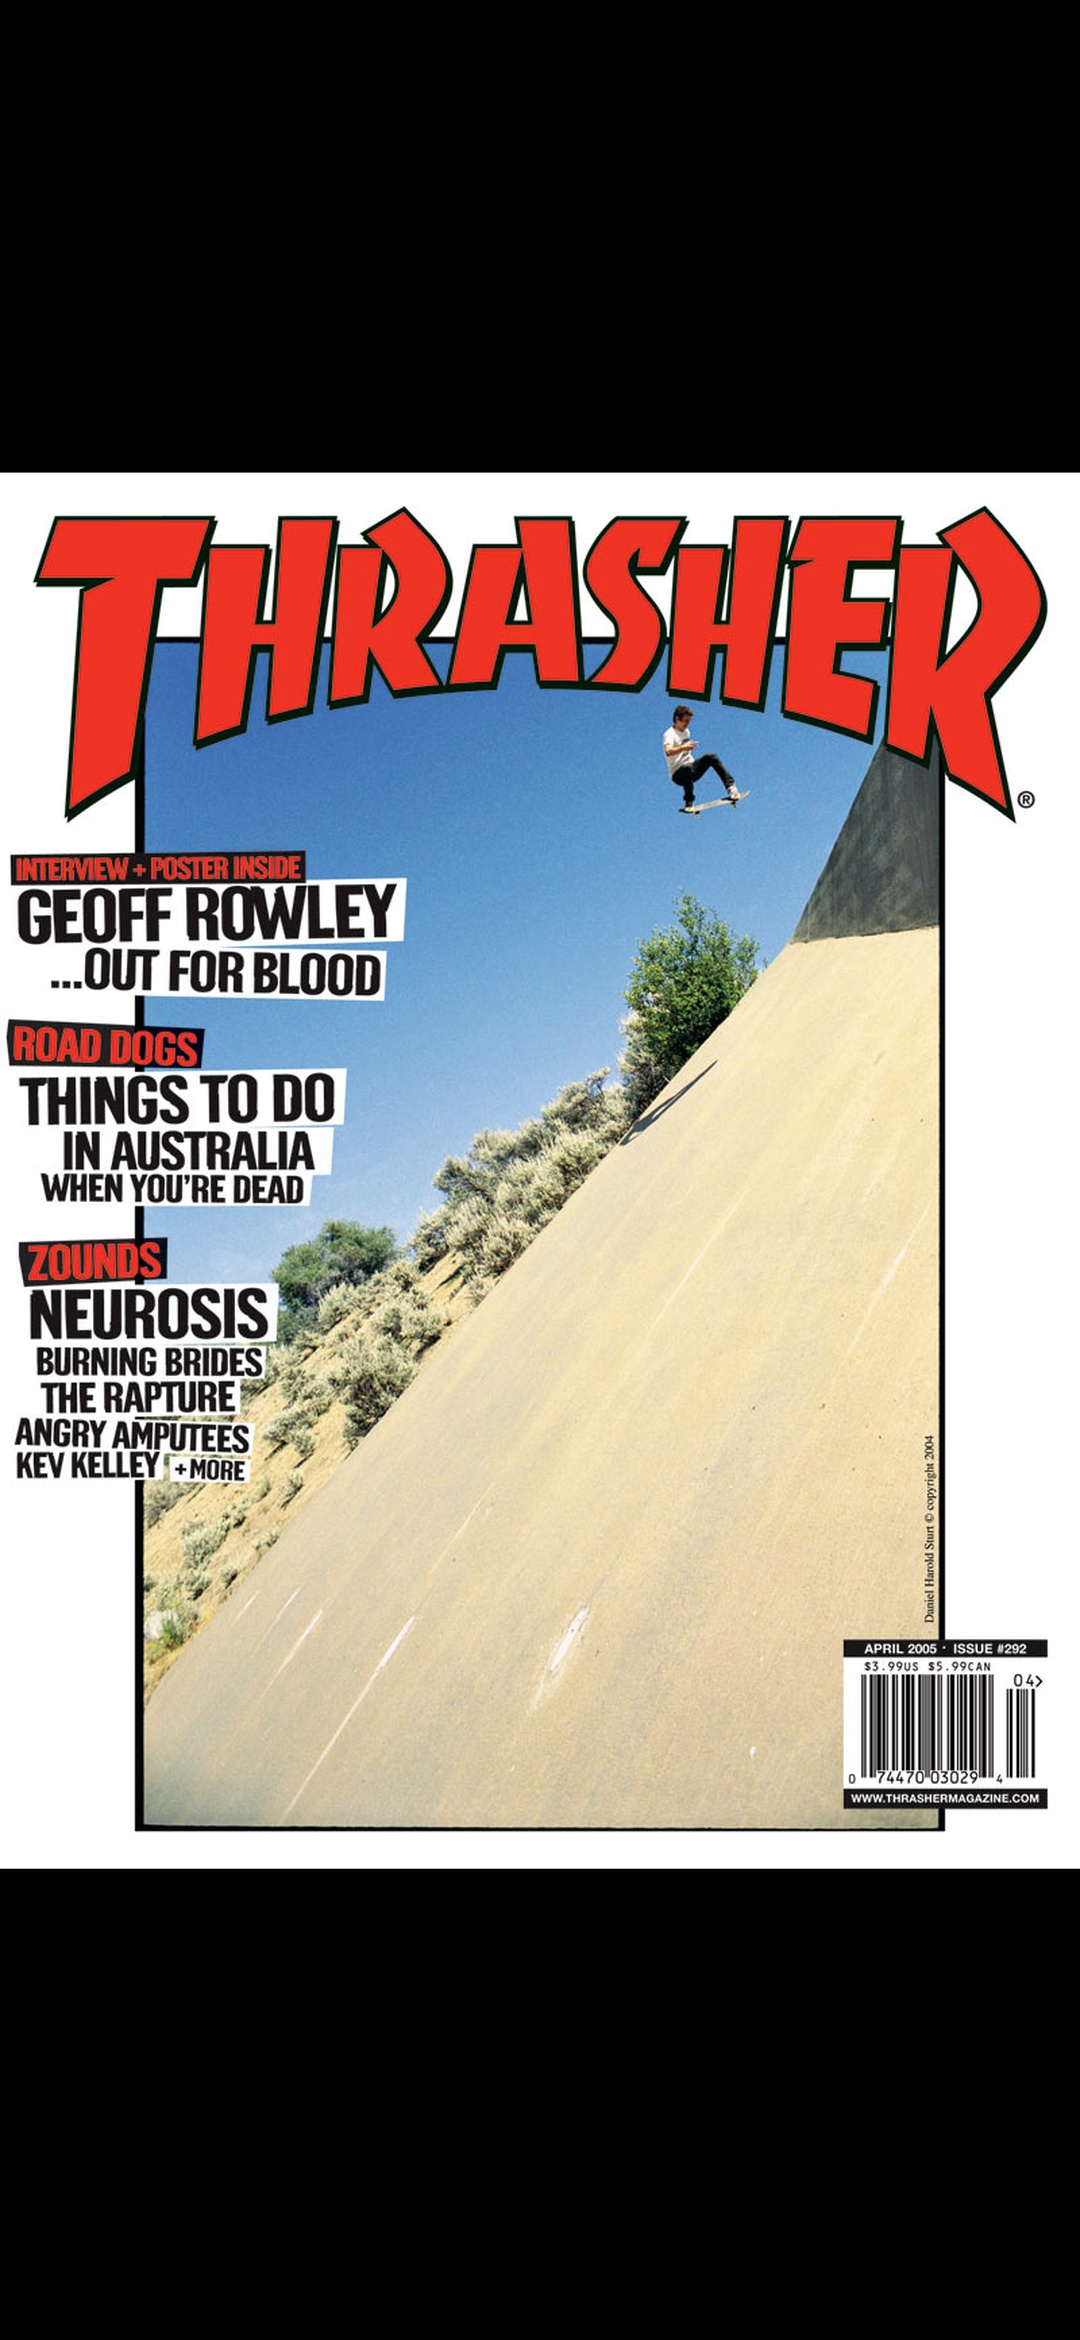 THRASHER
®
INTERVIEW + POSTER INSIDE
GEOFF ROWLEY
...OUT FOR BLOOD
ROAD DOGS
THINGS TO DO
IN AUSTRALIA
WHEN YOU'RE DEAD
ZOUNDS
NEUROSIS
BURNING BRIDES
THE RAPTURE
ANGRY AMPUTEES
KEV KELLEY +MORE
Daniel Harold Sturt © copyright 2004
APRIL 2005 · ISSUE #292
$3.99US $5.99CAN
04>
0 74470 03029 4
WWW.THRASHERMAGAZINE.COM